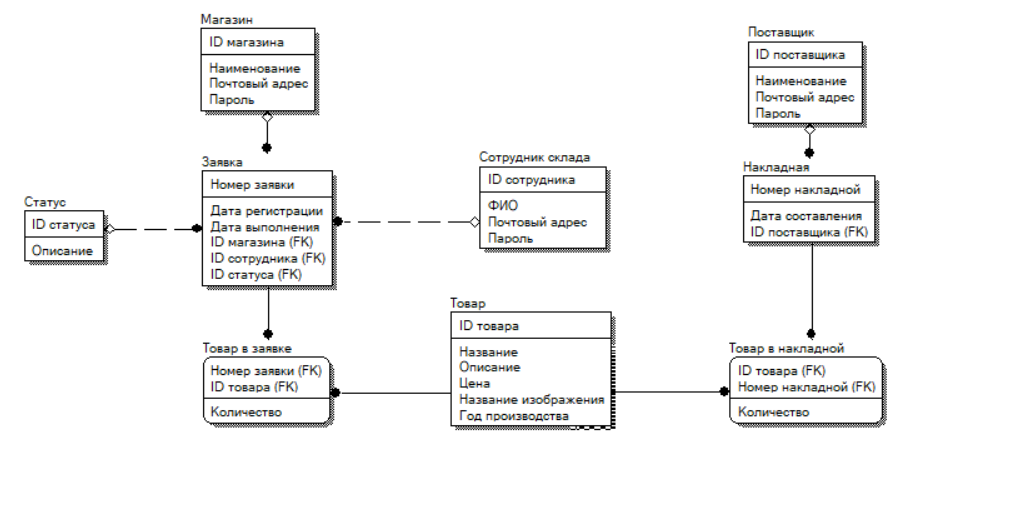 Магазин
ID магазина
Наименование
Почтовый адрес
Пароль
Поставщик
ID поставщика
Наименование
Почтовый адрес
Пароль
Заявка
Номер заявки
Дата регистрации
Дата выполнения
ID магазина (FK)
ID сотрудника (FK)
ID статуса (FK)
Сотрудник склада
ID сотрудника
ФИО
Почтовый адрес
Пароль
Накладная
Номер накладной
Дата составления
ID поставщика (FK)
Статус
ID статуса
Описание
Товар
ID товара
Название
Описание
Цена
Название изображения
Год производства
Товар в заявке
Номер заявки (FK)
ID товара (FK)
Количество
Товар в накладной
ID товара (FK)
Номер накладной (FK)
Количество